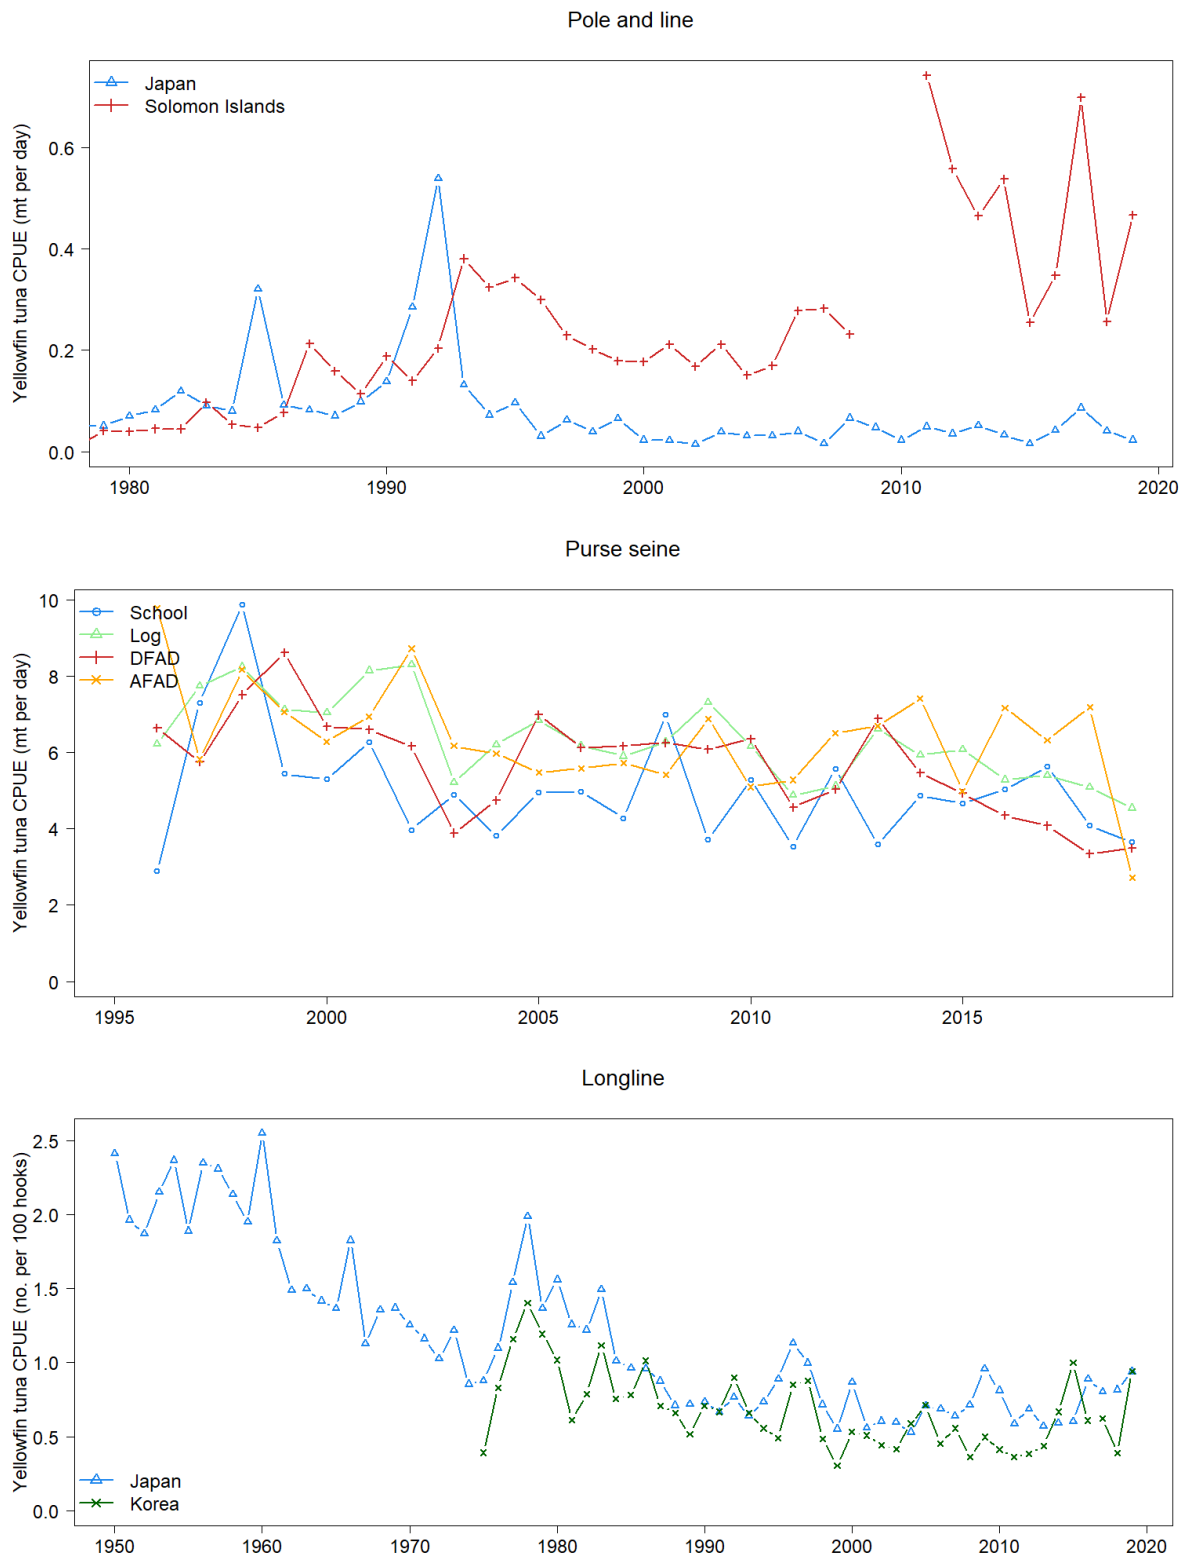 Pole and line
Yellowfin tuna CPUE (mt per day)
Japan
Solomon Islands
0.6
0.4
0.2
0.0
1980 1990 2000 2010 2020
Purse seine
Yellowfin tuna CPUE (mt per day)
School
Log
DFAD
AFAD
10
8
6
4
2
0
1995 2000 2005 2010 2015
Longline
Yellowfin tuna CPUE (no. per 100 hooks)
2.5
2.0
1.5
1.0
0.5
0.0
Japan
Korea
1950 1960 1970 1980 1990 2000 2010 2020